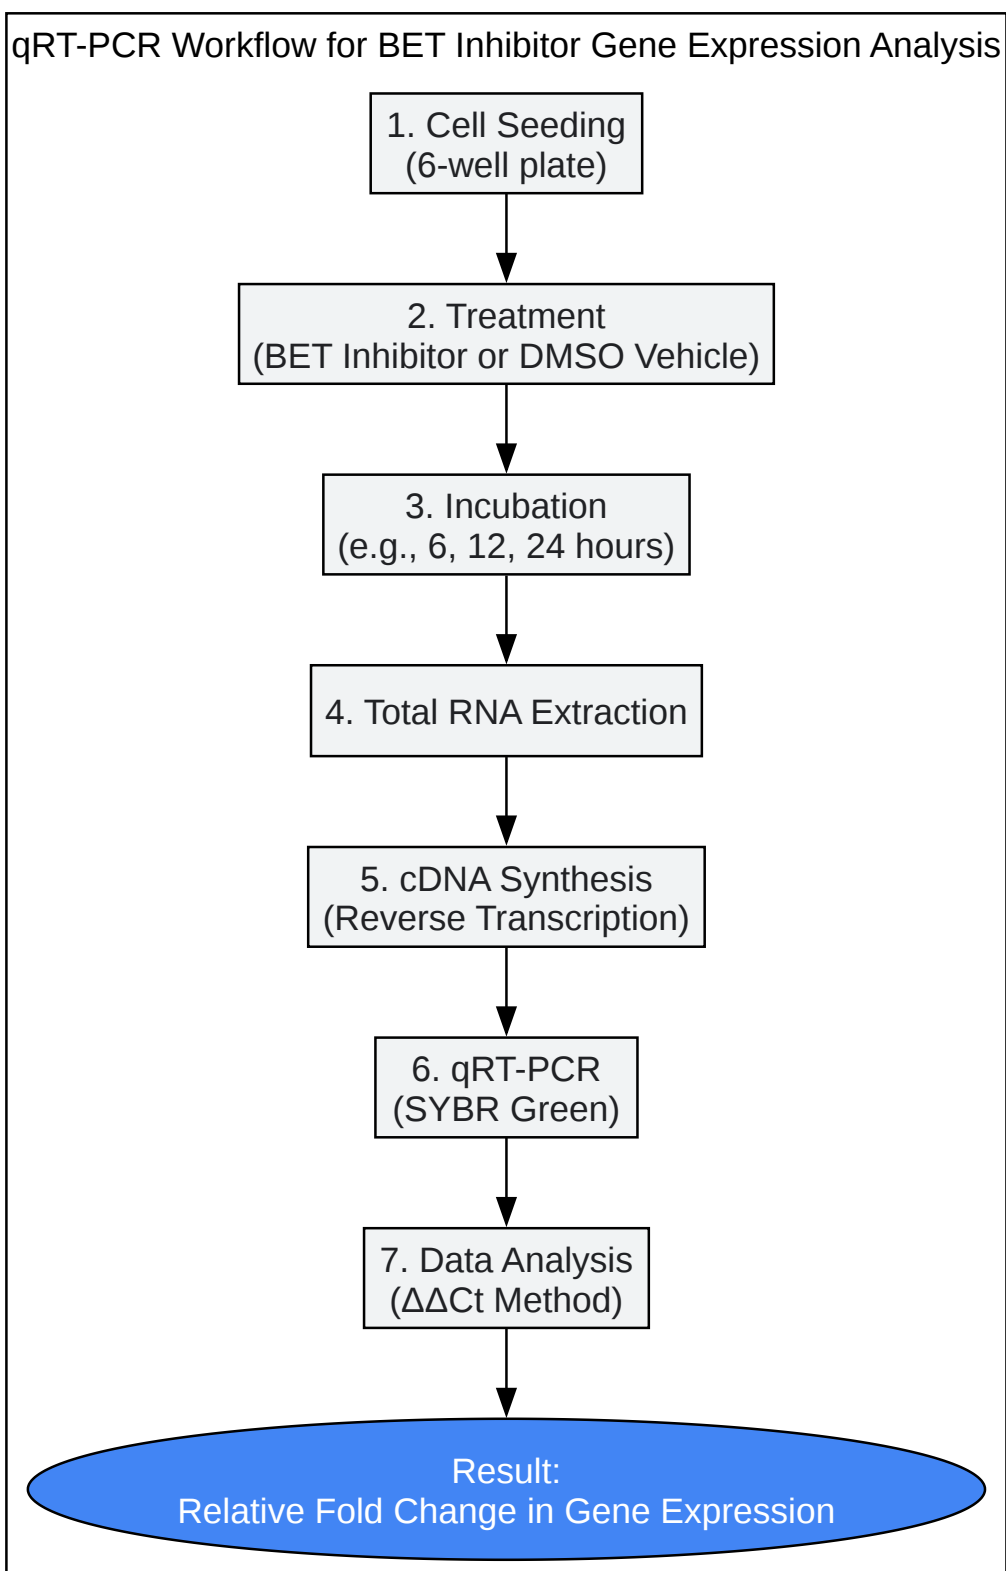 qRT-PCR Workflow for BET Inhibitor Gene Expression Analysis
1. Cell Seeding
(6-well plate)
2. Treatment
(BET Inhibitor or DMSO Vehicle)
3. Incubation
(e.g., 6, 12, 24 hours)
4. Total RNA Extraction
5. cDNA Synthesis
(Reverse Transcription)
6. qRT-PCR
(SYBR Green)
7. Data Analysis
(ΔΔCt Method)
Result:
Relative Fold Change in Gene Expression